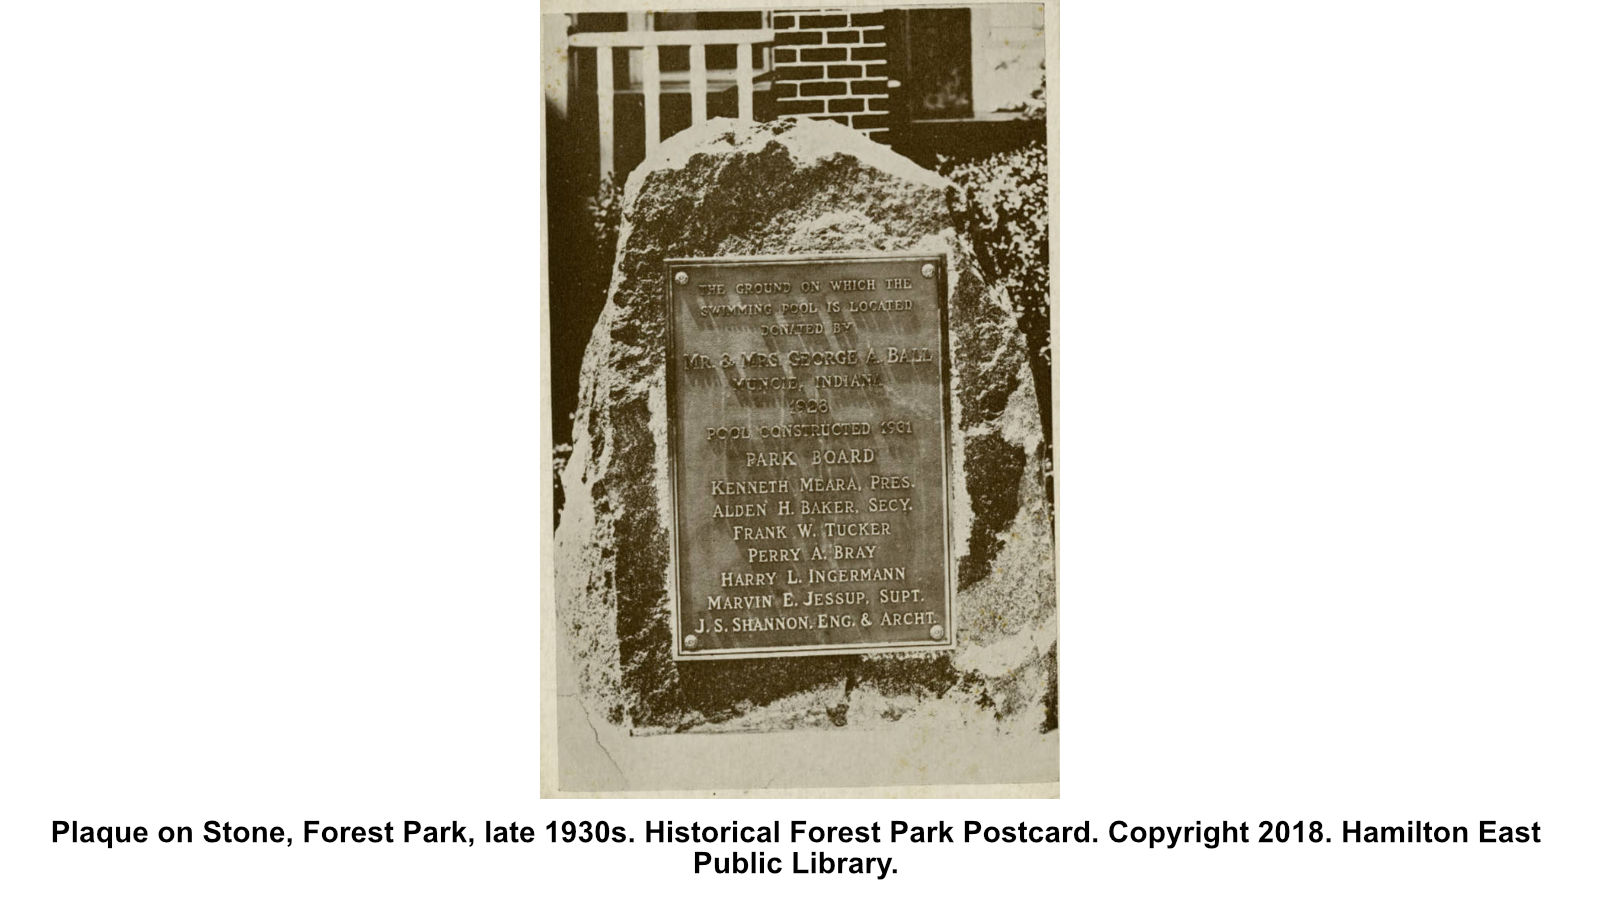 THE GROUND ON WHICH THE
SWIMMING POOL IS LOCATED
DONATED BY
MR. & MRS. GEORGE A. BALL
MUNCIE, INDIANA
1928
POOL CONSTRUCTED 1931
PARK BOARD
KENNETH MEARA, PRES.
ALDEN H. BAKER, SECY.
FRANK W. TUCKER
PERRY A. BRAY
HARRY L. INGERMANN
MARVIN E. JESSUP, SUPT.
J. S. SHANNON, ENG. & ARCHT.
Plaque on Stone, Forest Park, late 1930s. Historical Forest Park Postcard. Copyright 2018. Hamilton East
Public Library.